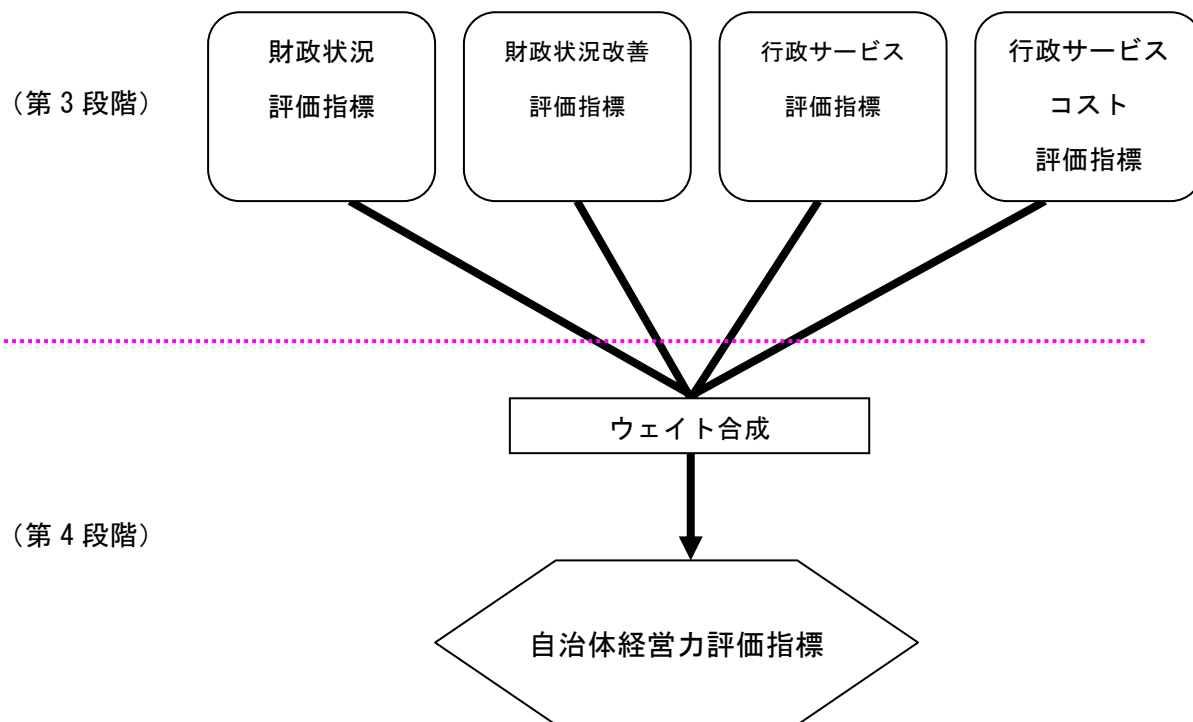 財政状況
評価指標
財政状況改善
評価指標
行政サービス
評価指標
行政サービス
コスト
評価指標
（第3段階）
ウェイト合成
（第4段階）
自治体経営力評価指標